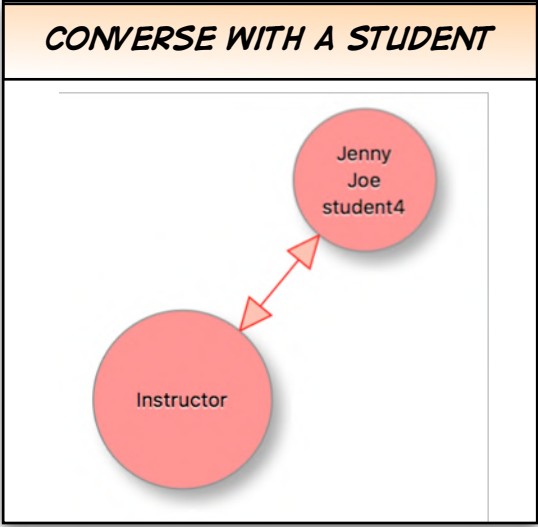 CONVERSE WITH A STUDENT
Jenny
Joe
student4
Instructor